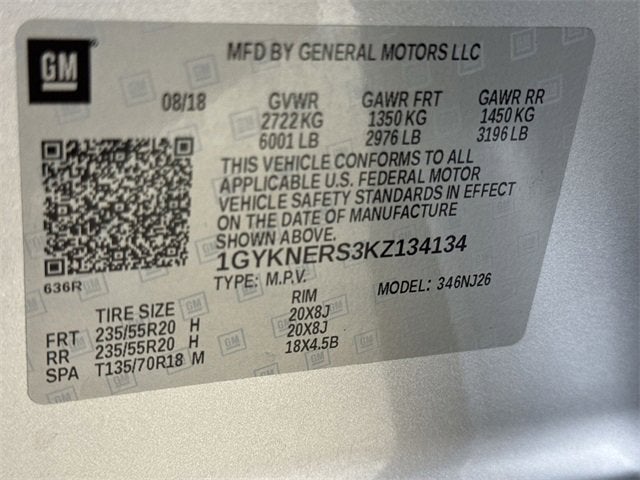 GM
MFD BY GENERAL MOTORS LLC
08/18 GVWR GAWR FRT GAWR RR
2722 KG 1350 KG 1450 KG
6001 LB 2976 LB 3196 LB
THIS VEHICLE CONFORMS TO ALL
APPLICABLE U.S. FEDERAL MOTOR
VEHICLE SAFETY STANDARDS IN EFFECT
ON THE DATE OF MANUFACTURE
SHOWN ABOVE.
1GYKNERS3KZ134134
636R TYPE: M.P.V. MODEL: 346NJ26
TIRE SIZE RIM
FRT 235/55R20 H 20X8J
RR 235/55R20 H 20X8J
SPA T135/70R18 M 18X4.5B